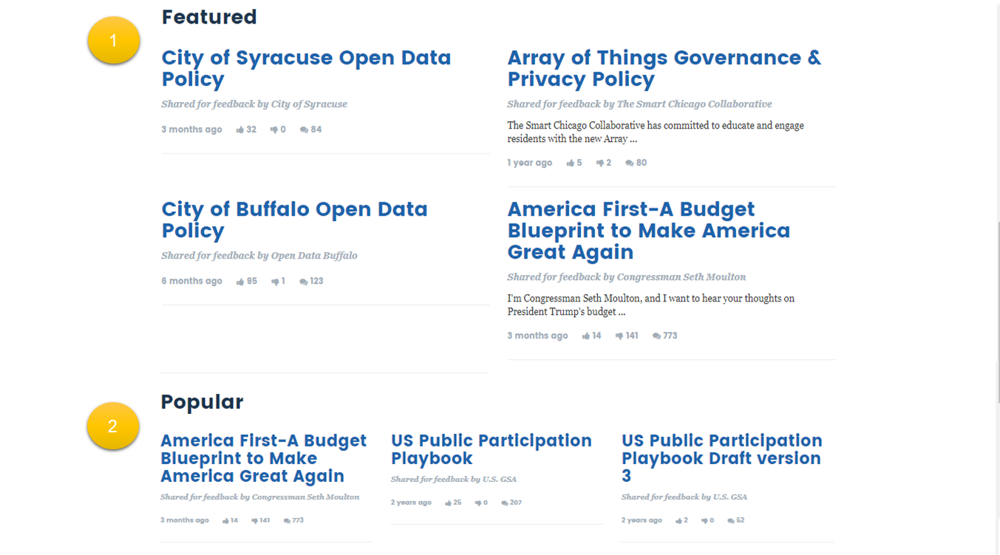 1
Featured
City of Syracuse Open Data
Policy
Shared for feedback by City of Syracuse
3 months ago 32 0 84
Array of Things Governance &
Privacy Policy
Shared for feedback by The Smart Chicago Collaborative
The Smart Chicago Collaborative has committed to educate and engage
residents with the new Array ...
1 year ago 5 2 80
City of Buffalo Open Data
Policy
Shared for feedback by Open Data Buffalo
6 months ago 95 1 123
America First-A Budget
Blueprint to Make America
Great Again
Shared for feedback by Congressman Seth Moulton
I'm Congressman Seth Moulton, and I want to hear your thoughts on
President Trump's budget ...
3 months ago 14 141 773
2
Popular
America First-A Budget
Blueprint to Make
America Great Again
Shared for feedback by Congressman Seth Moulton
3 months ago 14 141 773
US Public Participation
Playbook
Shared for feedback by U.S. GSA
2 years ago 25 0 207
US Public Participation
Playbook Draft version
3
Shared for feedback by U.S. GSA
2 years ago 2 0 52